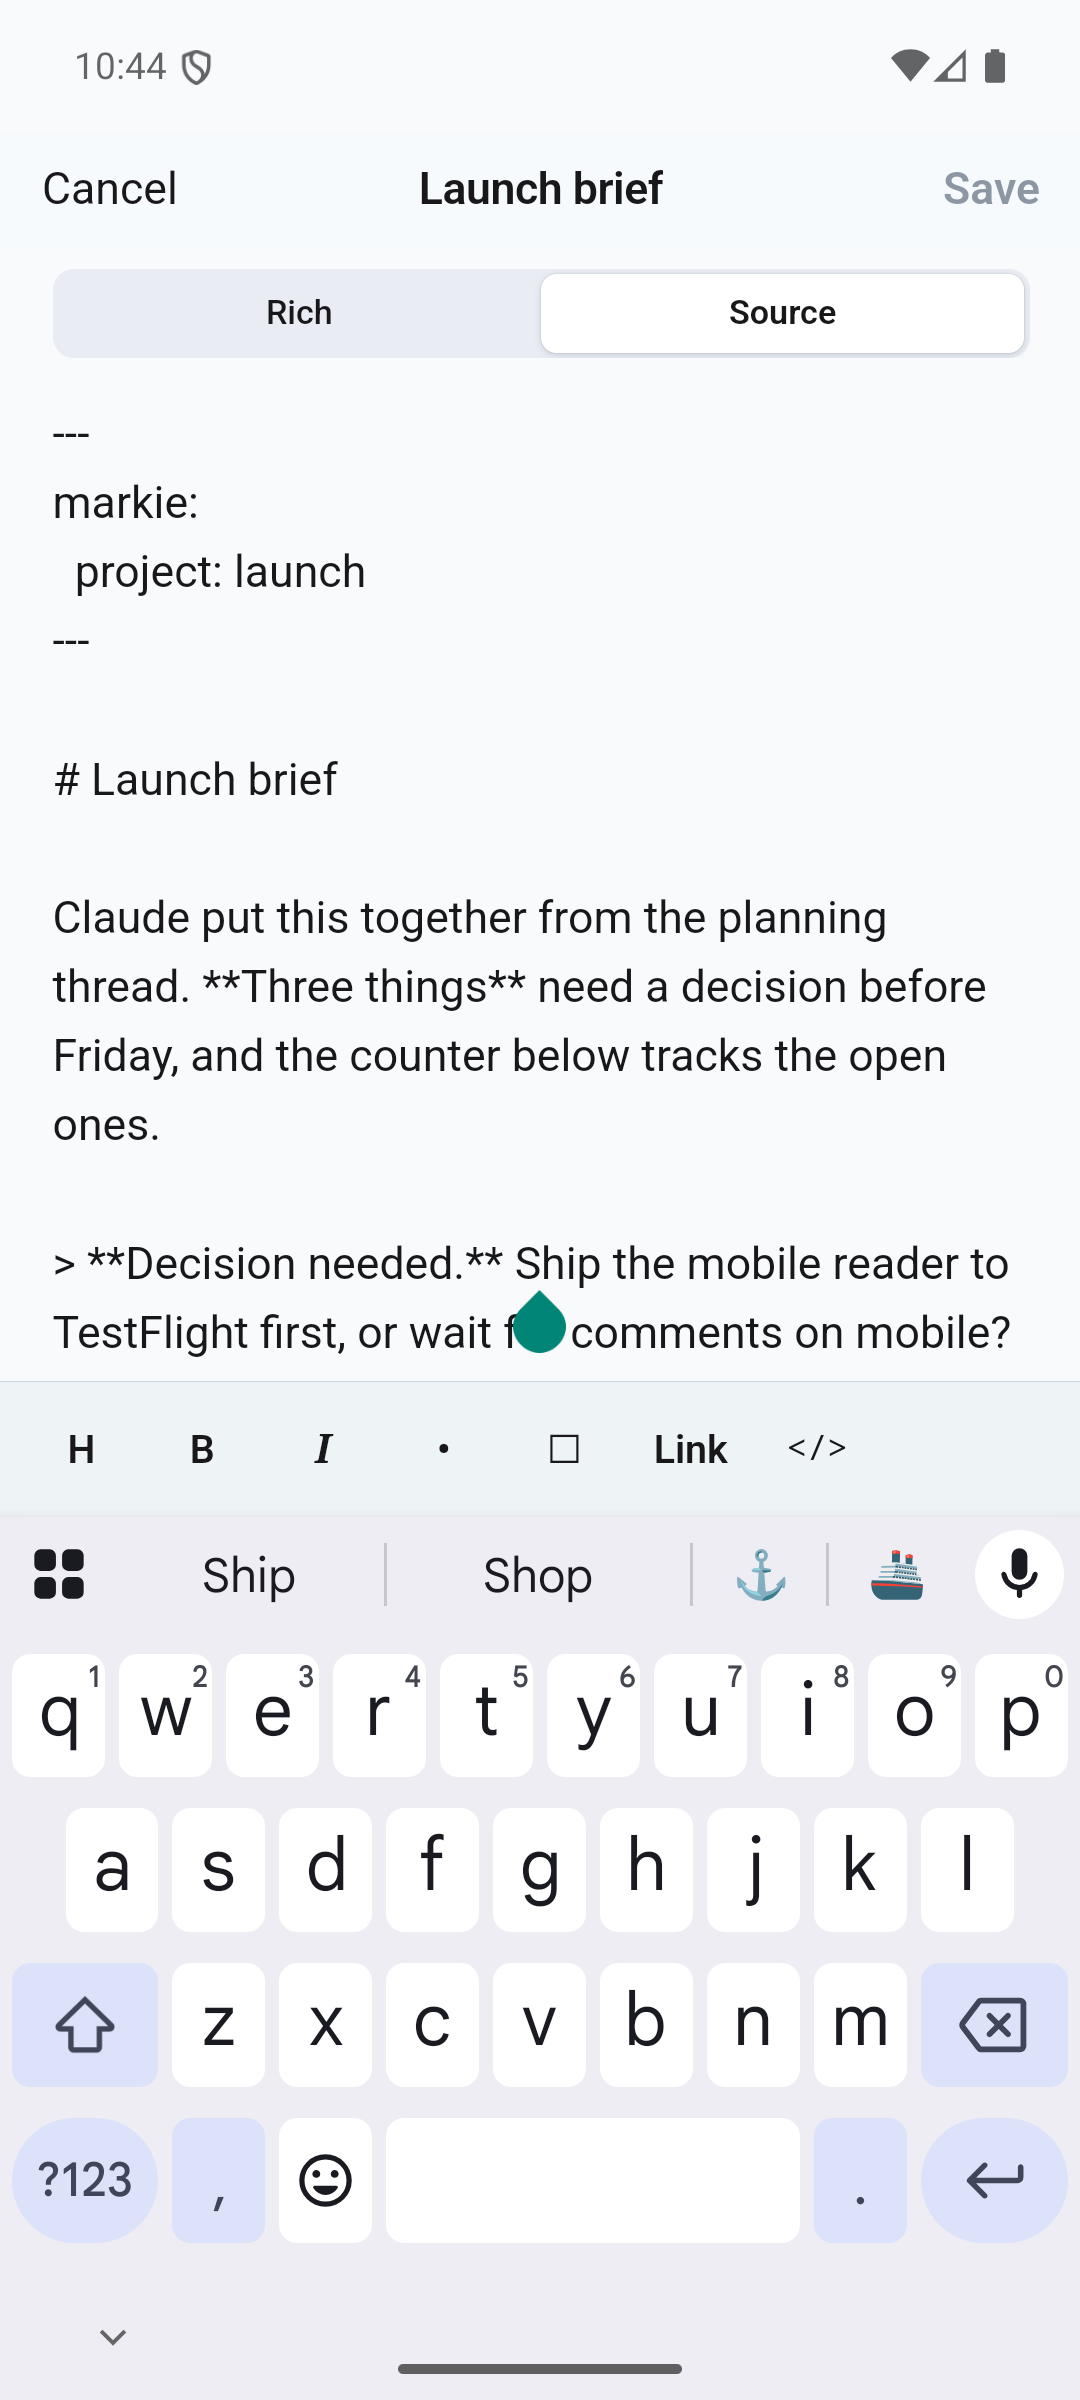 10:44
Cancel
Launch brief
Save
Rich
Source
---
markie:
  project: launch
---
# Launch brief
Claude put this together from the planning
thread. **Three things** need a decision before
Friday, and the counter below tracks the open
ones.
> **Decision needed.** Ship the mobile reader to
TestFlight first, or wait comments on mobile?
H B I • ☐ Link </>
Ship Shop ⚓ 🚢
q 1 w 2 e 3 r 4 t 5 y 6 u 7 i 8 o 9 p 0
a s d f g h j k l
z x c v b n m
?123 , .